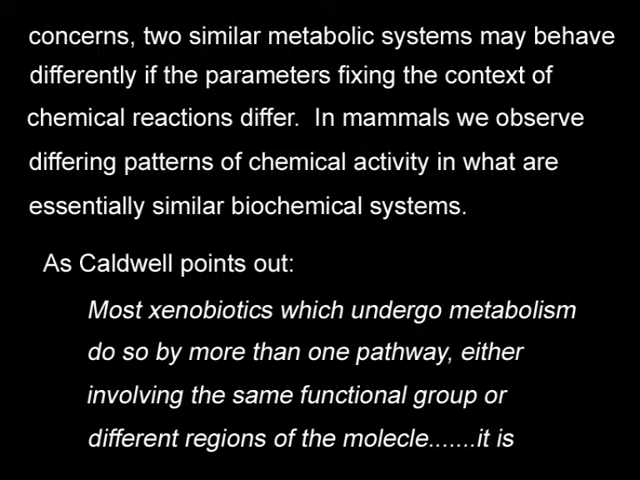 concerns, two similar metabolic systems may behave
differently if the parameters fixing the context of
chemical reactions differ.  In mammals we observe
differing patterns of chemical activity in what are
essentially similar biochemical systems.
As Caldwell points out:
Most xenobiotics which undergo metabolism
do so by more than one pathway, either
involving the same functional group or
different regions of the molecle.......it is